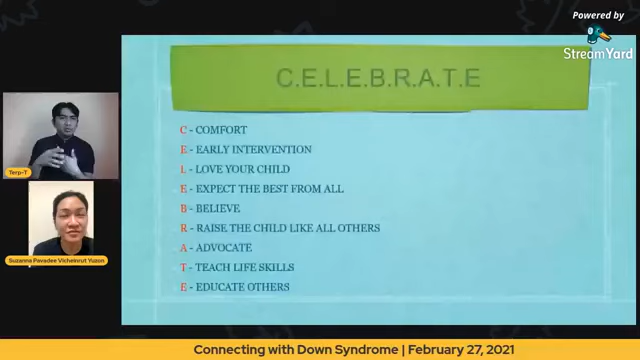 Powered by
StreamYard
C.E.L.E.B.R.A.T.E
C - COMFORT
E - EARLY INTERVENTION
L - LOVE YOUR CHILD
E - EXPECT THE BEST FROM ALL
B - BELIEVE
R - RAISE THE CHILD LIKE ALL OTHERS
A - ADVOCATE
T - TEACH LIFE SKILLS
E - EDUCATE OTHERS
Terp-T
Suzanna Pavadee Vicheinrut Yuzon
Connecting with Down Syndrome | February 27, 2021